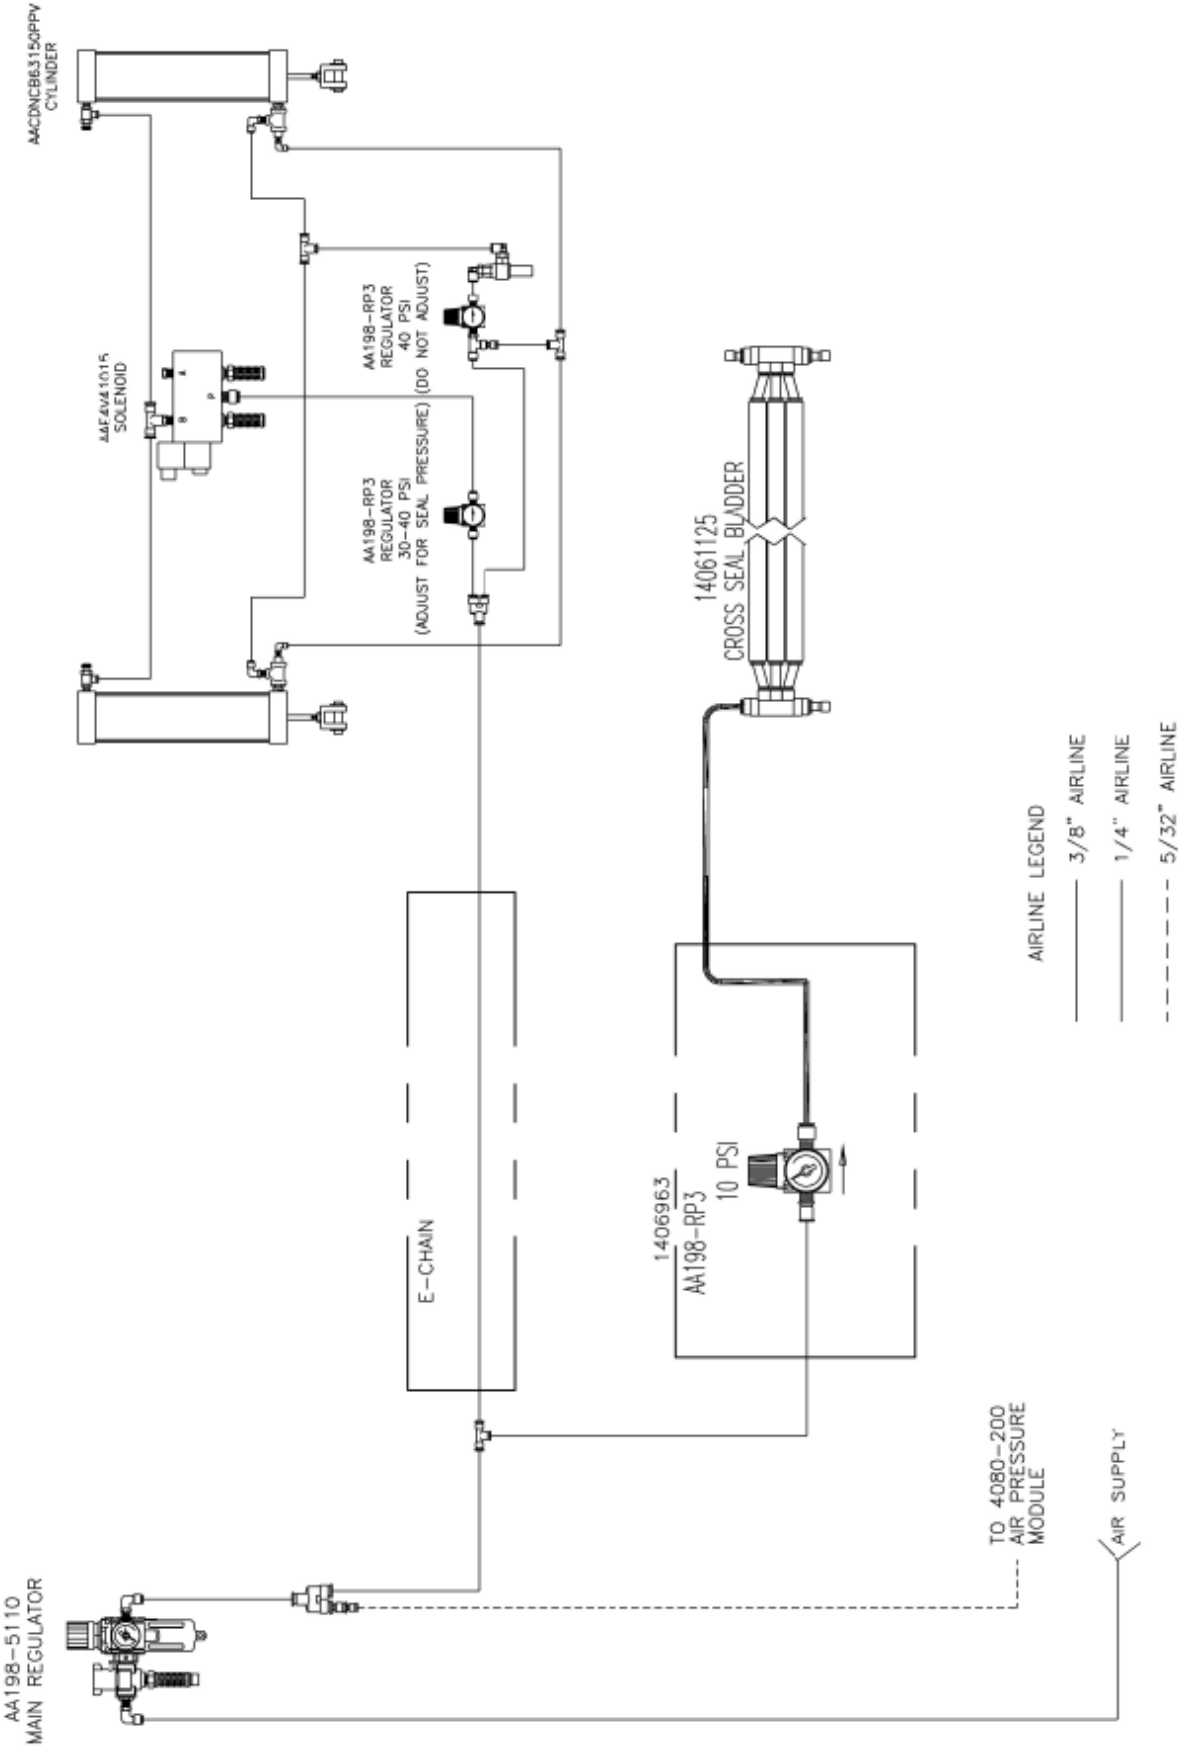 AACDNCB63150PPV
CYLINDER
SOLENOID
B
A
P
AA198-RP3
REGULATOR
40 PSI
(DO NOT ADJUST)
AA198-RP3
REGULATOR
30-40 PSI
(ADJUST FOR SEAL PRESSURE)
14061125
CROSS SEAL BLADDER
E-CHAIN
1406963
AA198-RP3
10 PSI
AA198-5110
MAIN REGULATOR
TO 4080-200
AIR PRESSURE
MODULE
AIR SUPPLY
AIRLINE LEGEND
3/8" AIRLINE
1/4" AIRLINE
5/32" AIRLINE